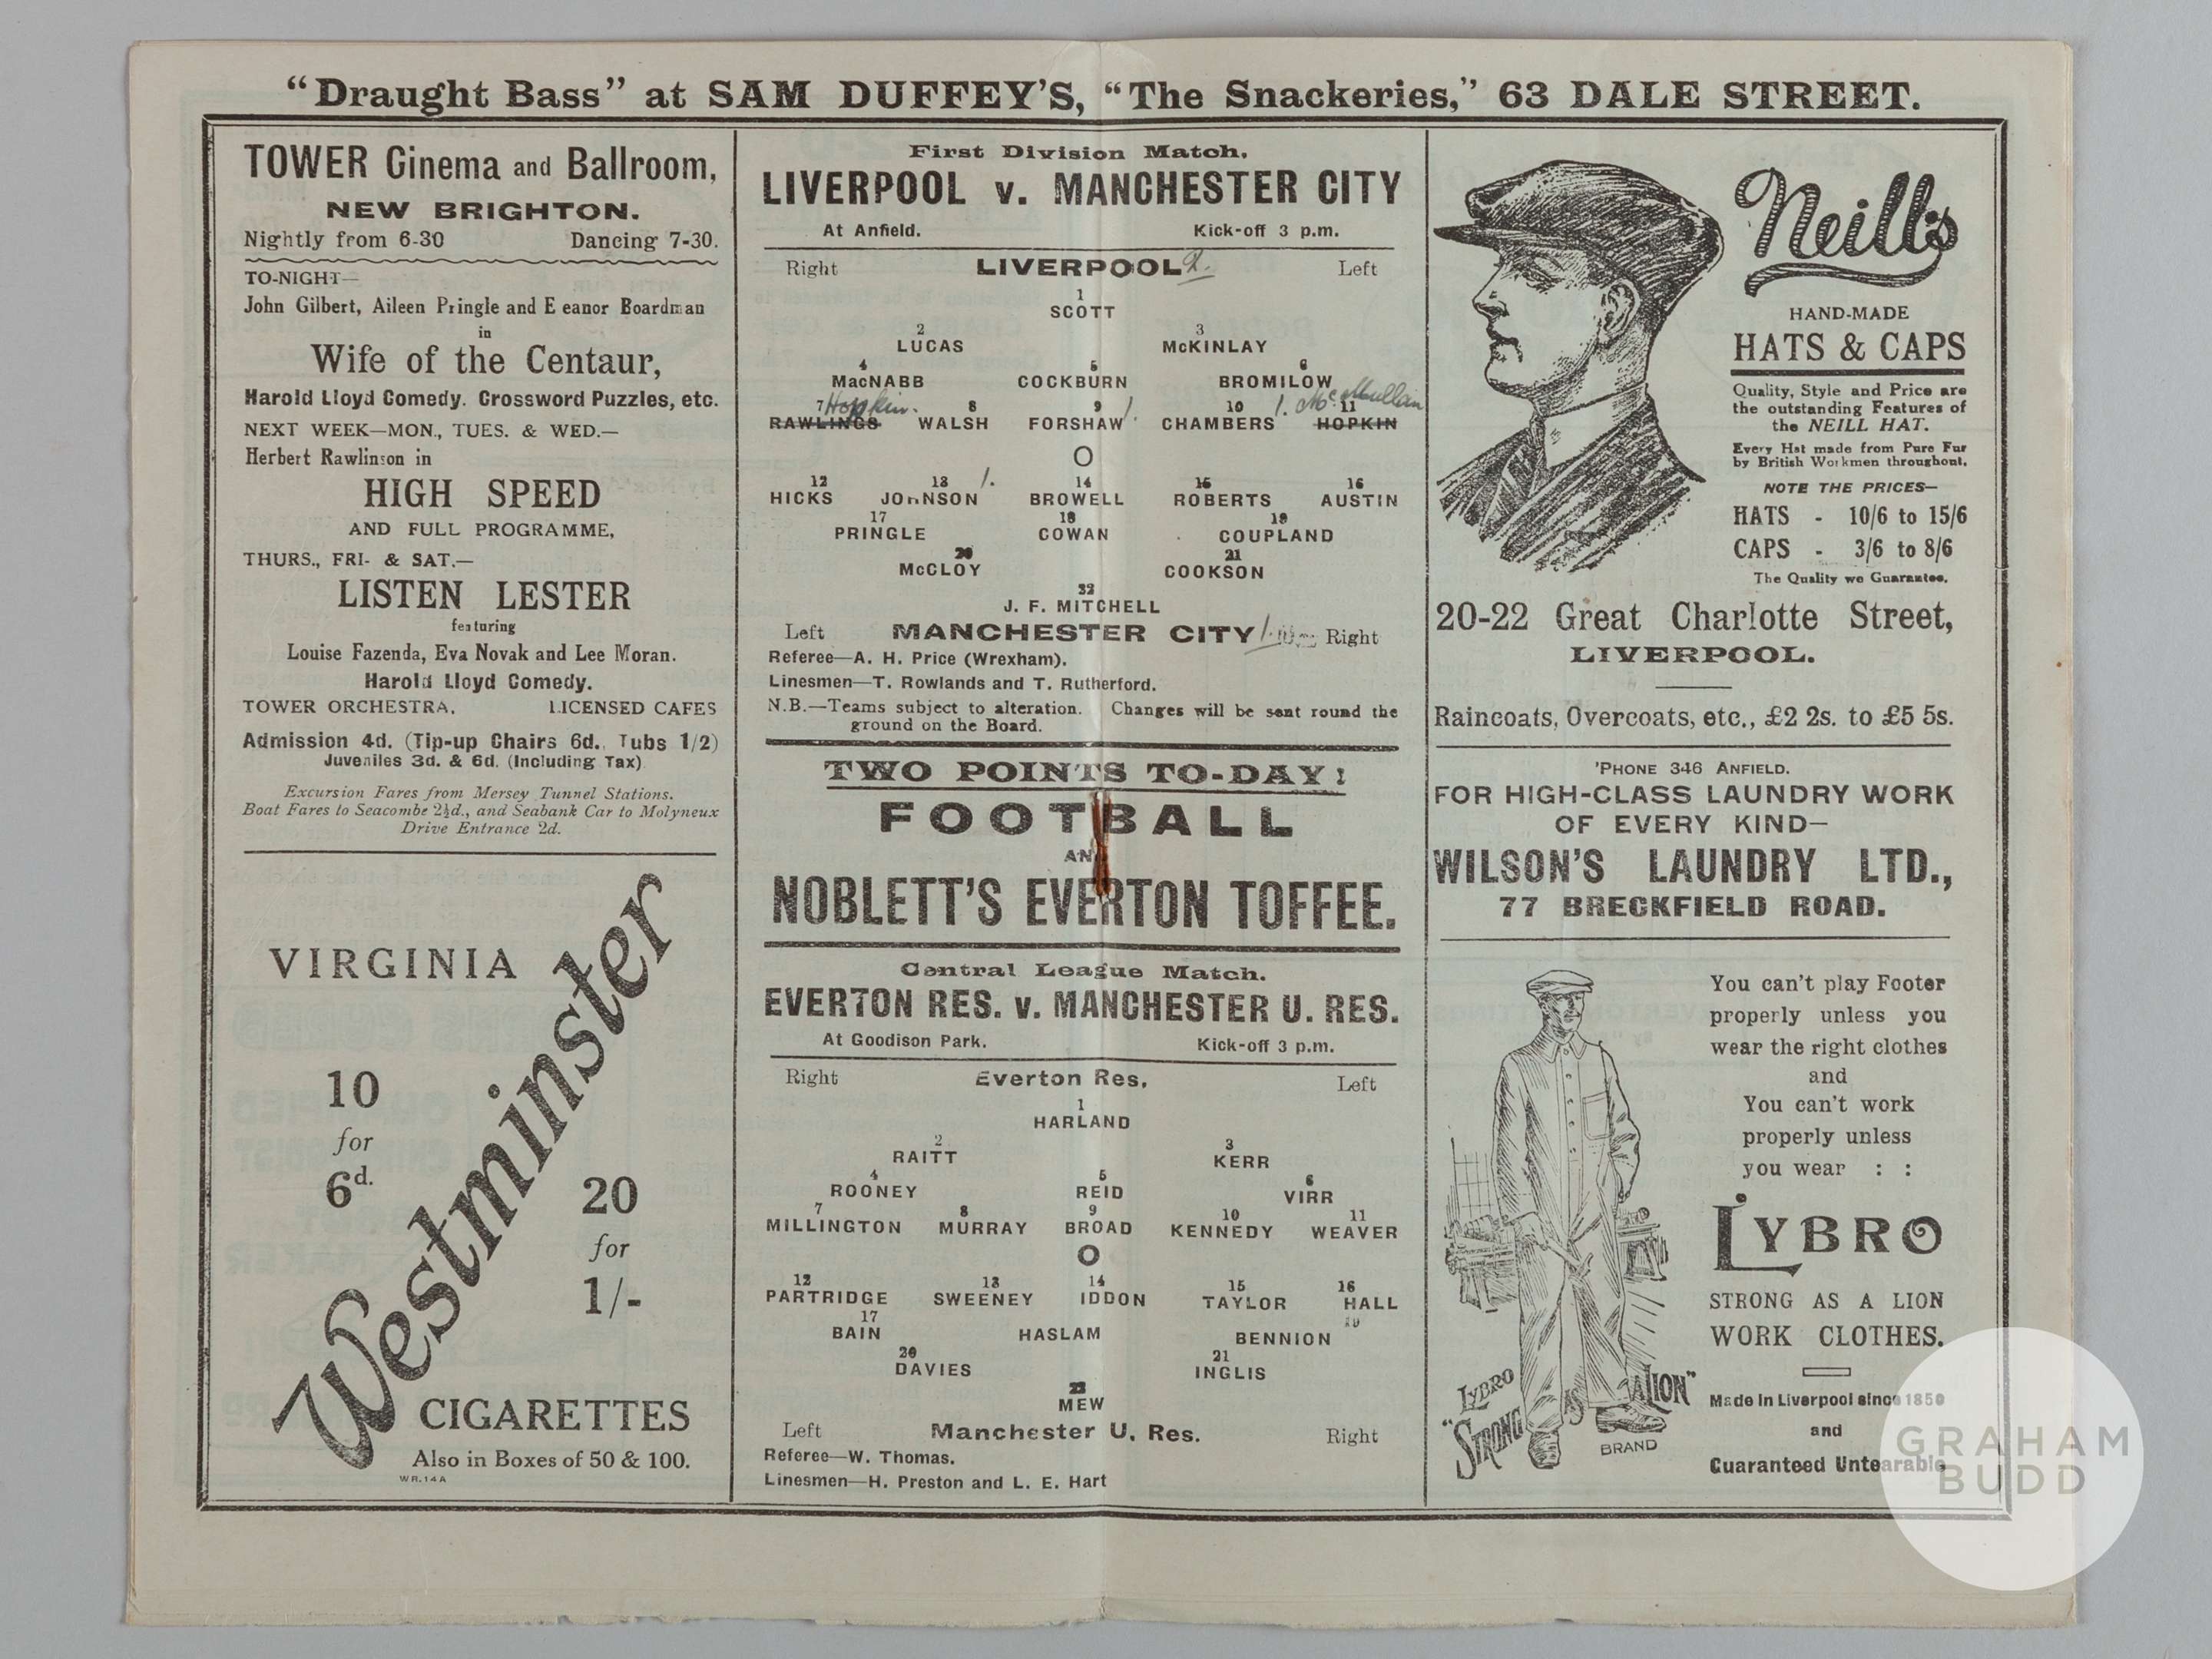 "Draught Bass" at SAM DUFFEY'S, "The Snackeries," 63 DALE STREET.
TOWER Cinema and Ballroom,
NEW BRIGHTON.
Nightly from 6-30 Dancing 7-30.
TO-NIGHT—
John Gilbert, Aileen Pringle and E eanor Boardman
in
Wife of the Centaur,
Harold Lloyd Comedy. Crossword Puzzles, etc.
NEXT WEEK—MON., TUES. & WED.—
Herbert Rawlinson in
HIGH SPEED
AND FULL PROGRAMME,
THURS., FRI- & SAT.—
LISTEN LESTER
featuring
Louise Fazenda, Eva Novak and Lee Moran.
Harold Lloyd Comedy.
TOWER ORCHESTRA. LICENSED CAFES
Admission 4d. (Tip-up Chairs 6d., Tubs 1/2)
Juveniles 3d. & 6d. (Including Tax)
Excursion Fares from Mersey Tunnel Stations.
Boat Fares to Seacombe 2½d., and Seabank Car to Molyneux
Drive Entrance 2d.
VIRGINIA
Westminster
10
for
6d.
20
for
1/-
CIGARETTES
Also in Boxes of 50 & 100.
WR.14A
First Division Match.
LIVERPOOL v. MANCHESTER CITY
At Anfield. Kick-off 3 p.m.
Right LIVERPOOL 2. Left
1
SCOTT
2 3
LUCAS McKINLAY
4 5 6
MacNABB COCKBURN BROMILOW
7 Hopkin. 8 9 1. 10 1. McMullan 11
RAWLINGS WALSH FORSHAW CHAMBERS HOPKIN
O
12 13 1. 14 15 16
HICKS JOHNSON BROWELL ROBERTS AUSTIN
17 18 19
PRINGLE COWAN COUPLAND
20 21
McCLOY COOKSON
22
J. F. MITCHELL
Left MANCHESTER CITY 1. Right
Referee—A. H. Price (Wrexham).
Linesmen—T. Rowlands and T. Rutherford.
N.B.—Teams subject to alteration. Changes will be sent round the
ground on the Board.
TWO POINTS TO-DAY!
FOOTBALL
AND
NOBLETT'S EVERTON TOFFEE.
Central League Match.
EVERTON RES. v. MANCHESTER U. RES.
At Goodison Park. Kick-off 3 p.m.
Right Everton Res, Left
1
HARLAND
2 3
RAITT KERR
4 5 6
ROONEY REID VIRR
7 8 9 10 11
MILLINGTON MURRAY BROAD KENNEDY WEAVER
O
12 13 14 15 16
PARTRIDGE SWEENEY IDDON TAYLOR HALL
17 19
BAIN HASLAM BENNION
20 21
DAVIES INGLIS
22
MEW
Left Manchester U. Res. Right
Referee—W. Thomas.
Linesmen—H. Preston and L. E. Hart
Neill's
HAND-MADE
HATS & CAPS
Quality, Style and Price are
the outstanding Features of
the NEILL HAT.
Every Hat made from Pure Fur
by British Workmen throughout.
NOTE THE PRICES—
HATS - 10/6 to 15/6
CAPS - 3/6 to 8/6
The Quality we Guarantee.
20-22 Great Charlotte Street,
LIVERPOOL.
Raincoats, Overcoats, etc., £2 2s. to £5 5s.
'PHONE 346 ANFIELD.
FOR HIGH-CLASS LAUNDRY WORK
OF EVERY KIND—
WILSON'S LAUNDRY LTD.,
77 BRECKFIELD ROAD.
You can't play Footer
properly unless you
wear the right clothes
and
You can't work
properly unless
you wear : :
LYBRO
STRONG AS A LION
WORK CLOTHES.
Made in Liverpool since 1850
and
Guaranteed Untearable
LYBRO
"STRONG AS A LION"
BRAND
GRAHAM
BUDD